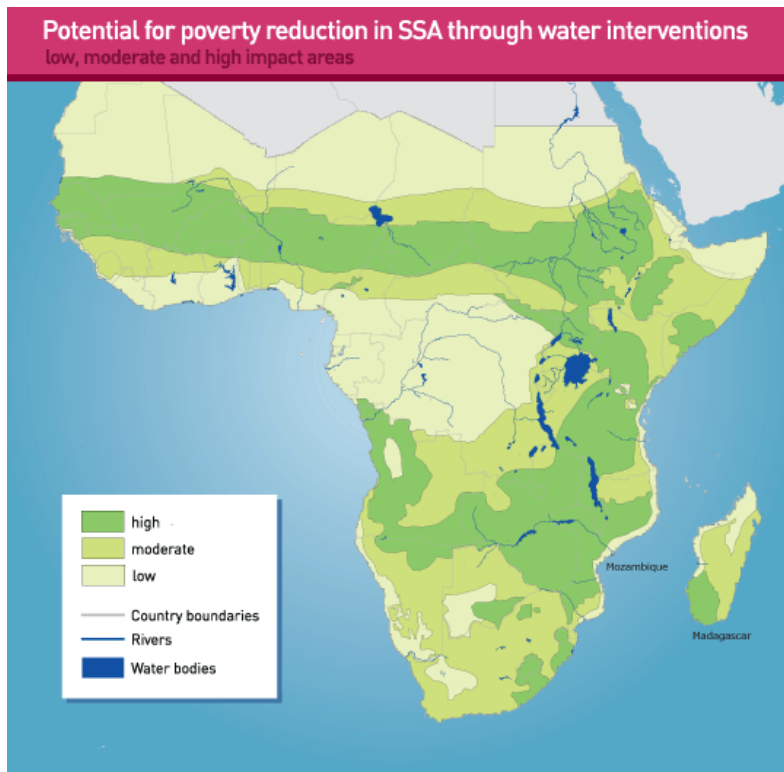 Potential for poverty reduction in SSA through water interventions
low, moderate and high impact areas
high
moderate
low
Country boundaries
Rivers
Water bodies
Mozambique
Madagascar